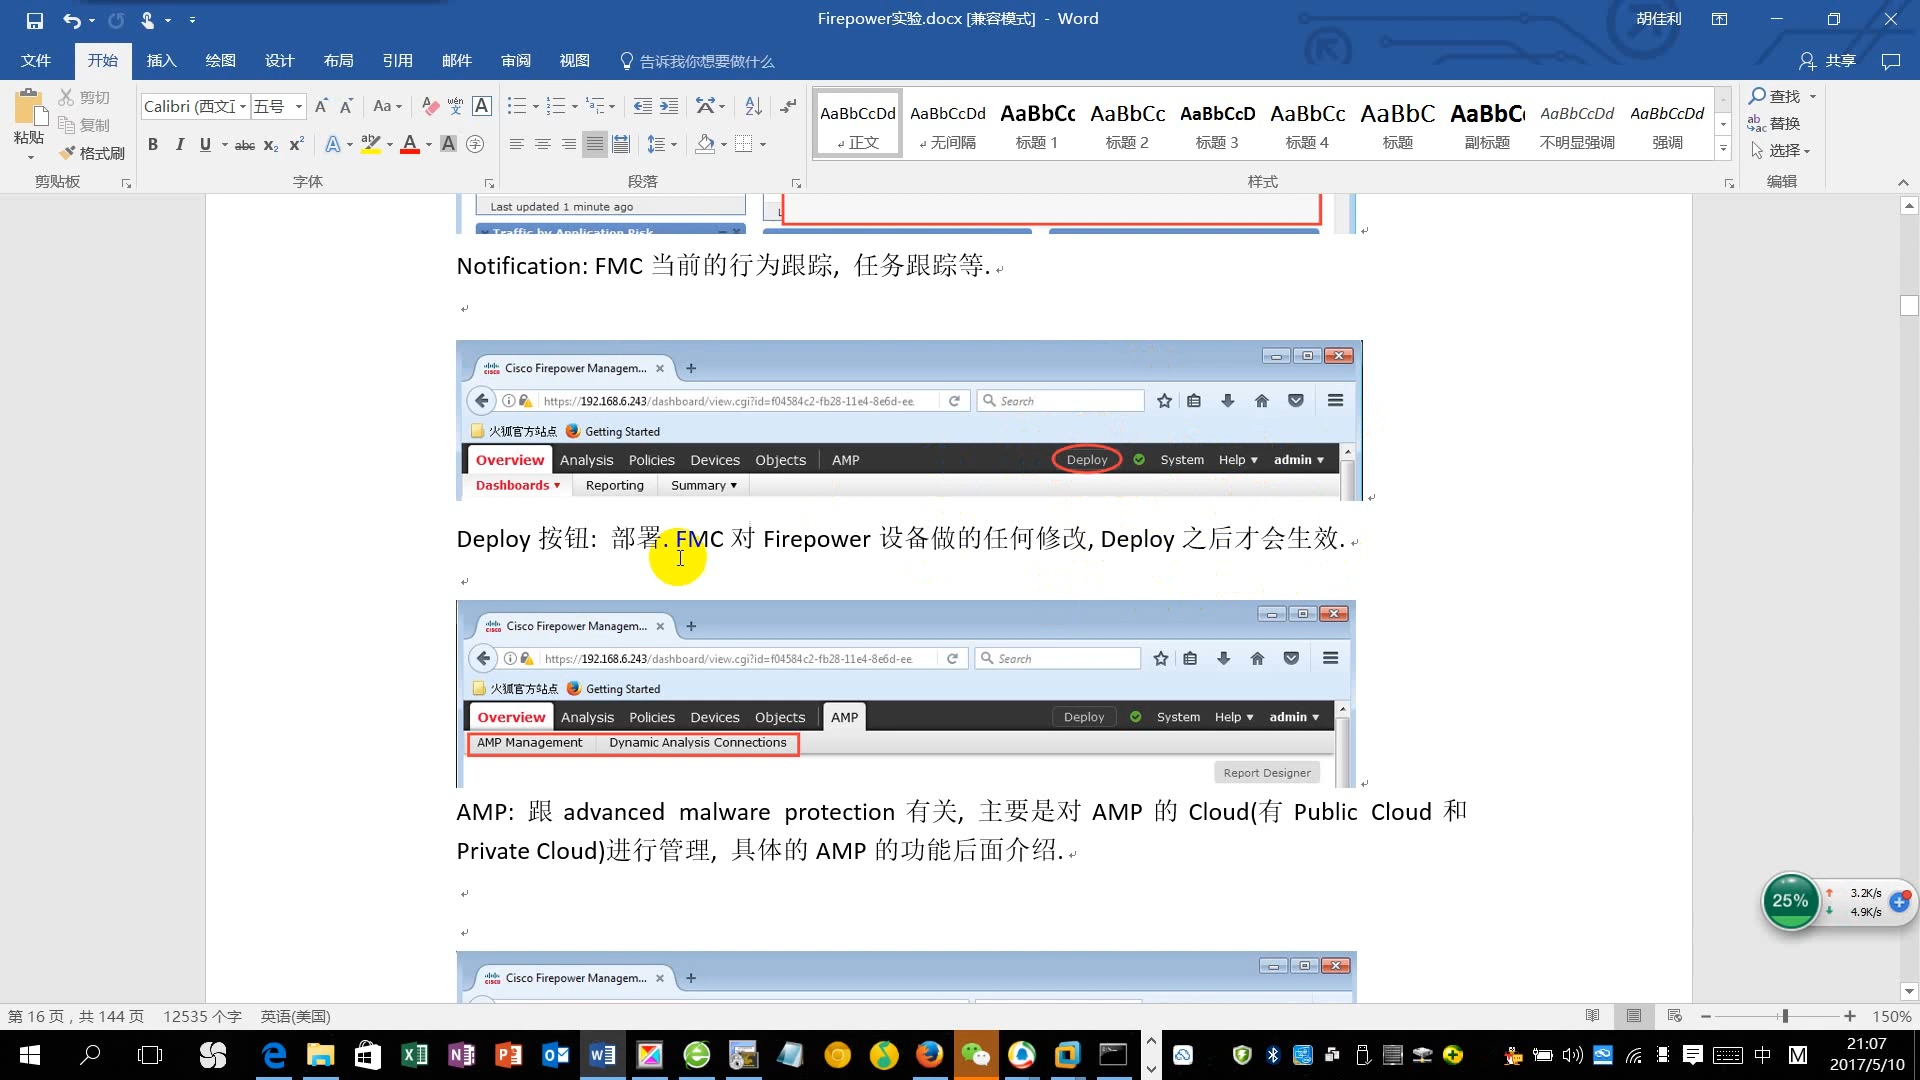 Firepower实验.docx [兼容模式] - Word
胡佳利
文件 开始 插入 绘图 设计 布局 引用 邮件 审阅 视图 告诉我你想要做什么 共享
粘贴 剪切 复制 格式刷
Calibri (西文正 五号
AaBbCcDd AaBbCcDd AaBbCc AaBbCc AaBbCcD AaBbCc AaBbC AaBbC AaBbCcDd AaBbCcDd
正文 无间隔 标题 1 标题 2 标题 3 标题 4 标题 副标题 不明显强调 强调
查找
替换
选择
剪贴板 字体 段落 样式 编辑
Last updated 1 minute ago
Traffic by Application Risk
Notification: FMC 当前的行为跟踪, 任务跟踪等.
Cisco Firepower Managem...
https://192.168.6.243/dashboard/view.cgi?id=f04584c2-fb28-11e4-8e6d-ee. Search
火狐官方站点 Getting Started
Overview Analysis Policies Devices Objects AMP Deploy System Help admin
Dashboards Reporting Summary
Deploy 按钮: 部署. FMC 对 Firepower 设备做的任何修改, Deploy 之后才会生效.
Cisco Firepower Managem...
https://192.168.6.243/dashboard/view.cgi?id=f04584c2-fb28-11e4-8e6d-ee. Search
火狐官方站点 Getting Started
Overview Analysis Policies Devices Objects AMP Deploy System Help admin
AMP Management Dynamic Analysis Connections
Report Designer
AMP: 跟 advanced malware protection 有关, 主要是对 AMP 的 Cloud(有 Public Cloud 和
Private Cloud)进行管理, 具体的 AMP 的功能后面介绍.
25% 3.2K/s
4.9K/s
Cisco Firepower Managem...
第 16 页，共 144 页 12535 个字 英语(美国) 150%
中 M 21:07
2017/5/10